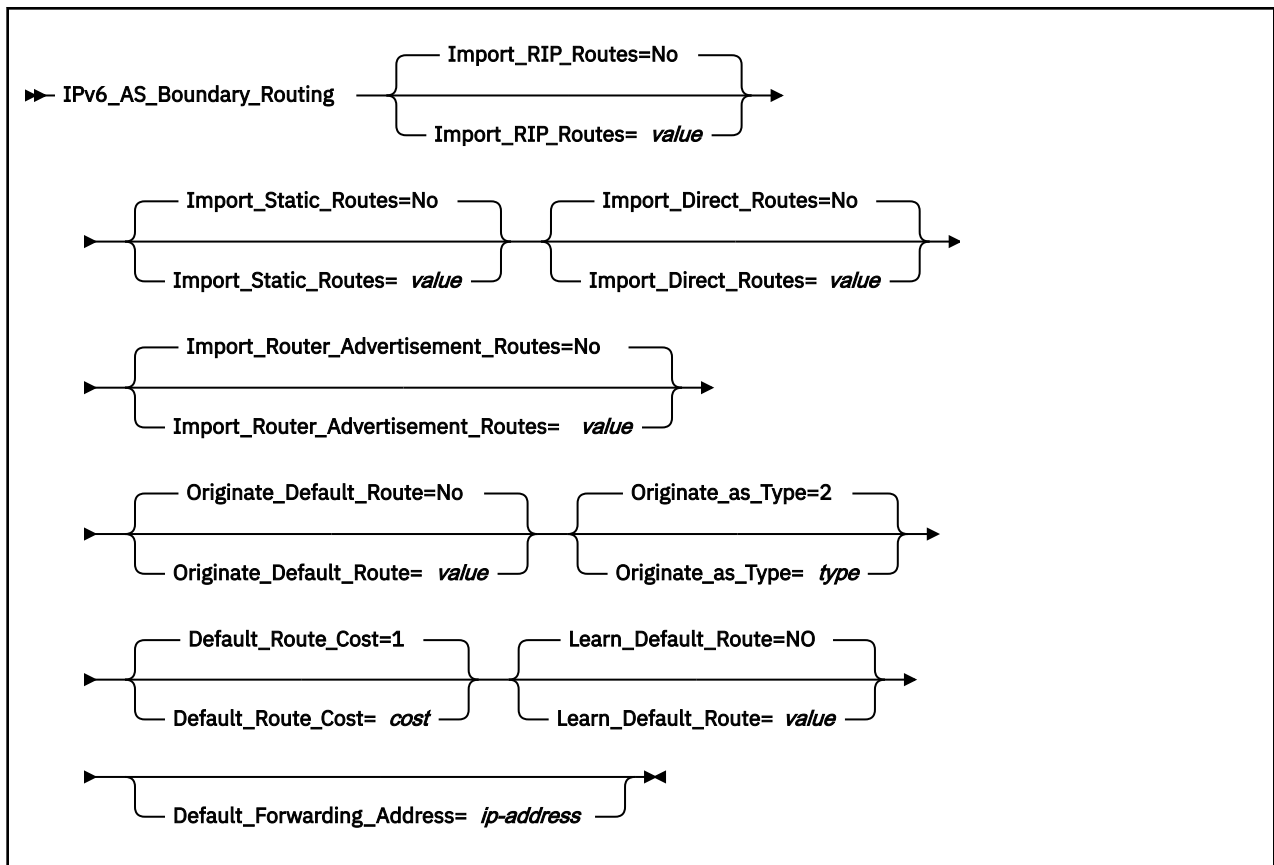 Import_RIP_Routes=No
IPv6_AS_Boundary_Routing
Import_RIP_Routes= value
Import_Static_Routes=No Import_Direct_Routes=No
Import_Static_Routes= value Import_Direct_Routes= value
Import_Router_Advertisement_Routes=No
Import_Router_Advertisement_Routes= value
Originate_Default_Route=No Originate_as_Type=2
Originate_Default_Route= value Originate_as_Type= type
Default_Route_Cost=1 Learn_Default_Route=NO
Default_Route_Cost= cost Learn_Default_Route= value
Default_Forwarding_Address= ip-address